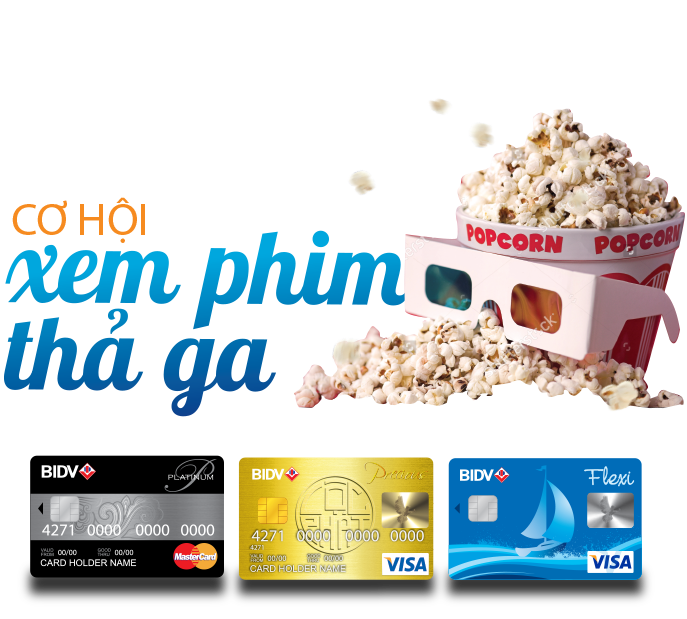 CƠ HỘI
xem phim
thả ga
POPCORN POPCORN
BIDV PLATINUM
4271 0000 0000 0000
VALID FROM 00/00 GOOD THRU 00/00
CARD HOLDER NAME
MasterCard
BIDV Precious
4271 0000 0000 0000
4271
00/00 00/00
CARD HOLDER NAME
VISA
BIDV Flexi
VISA